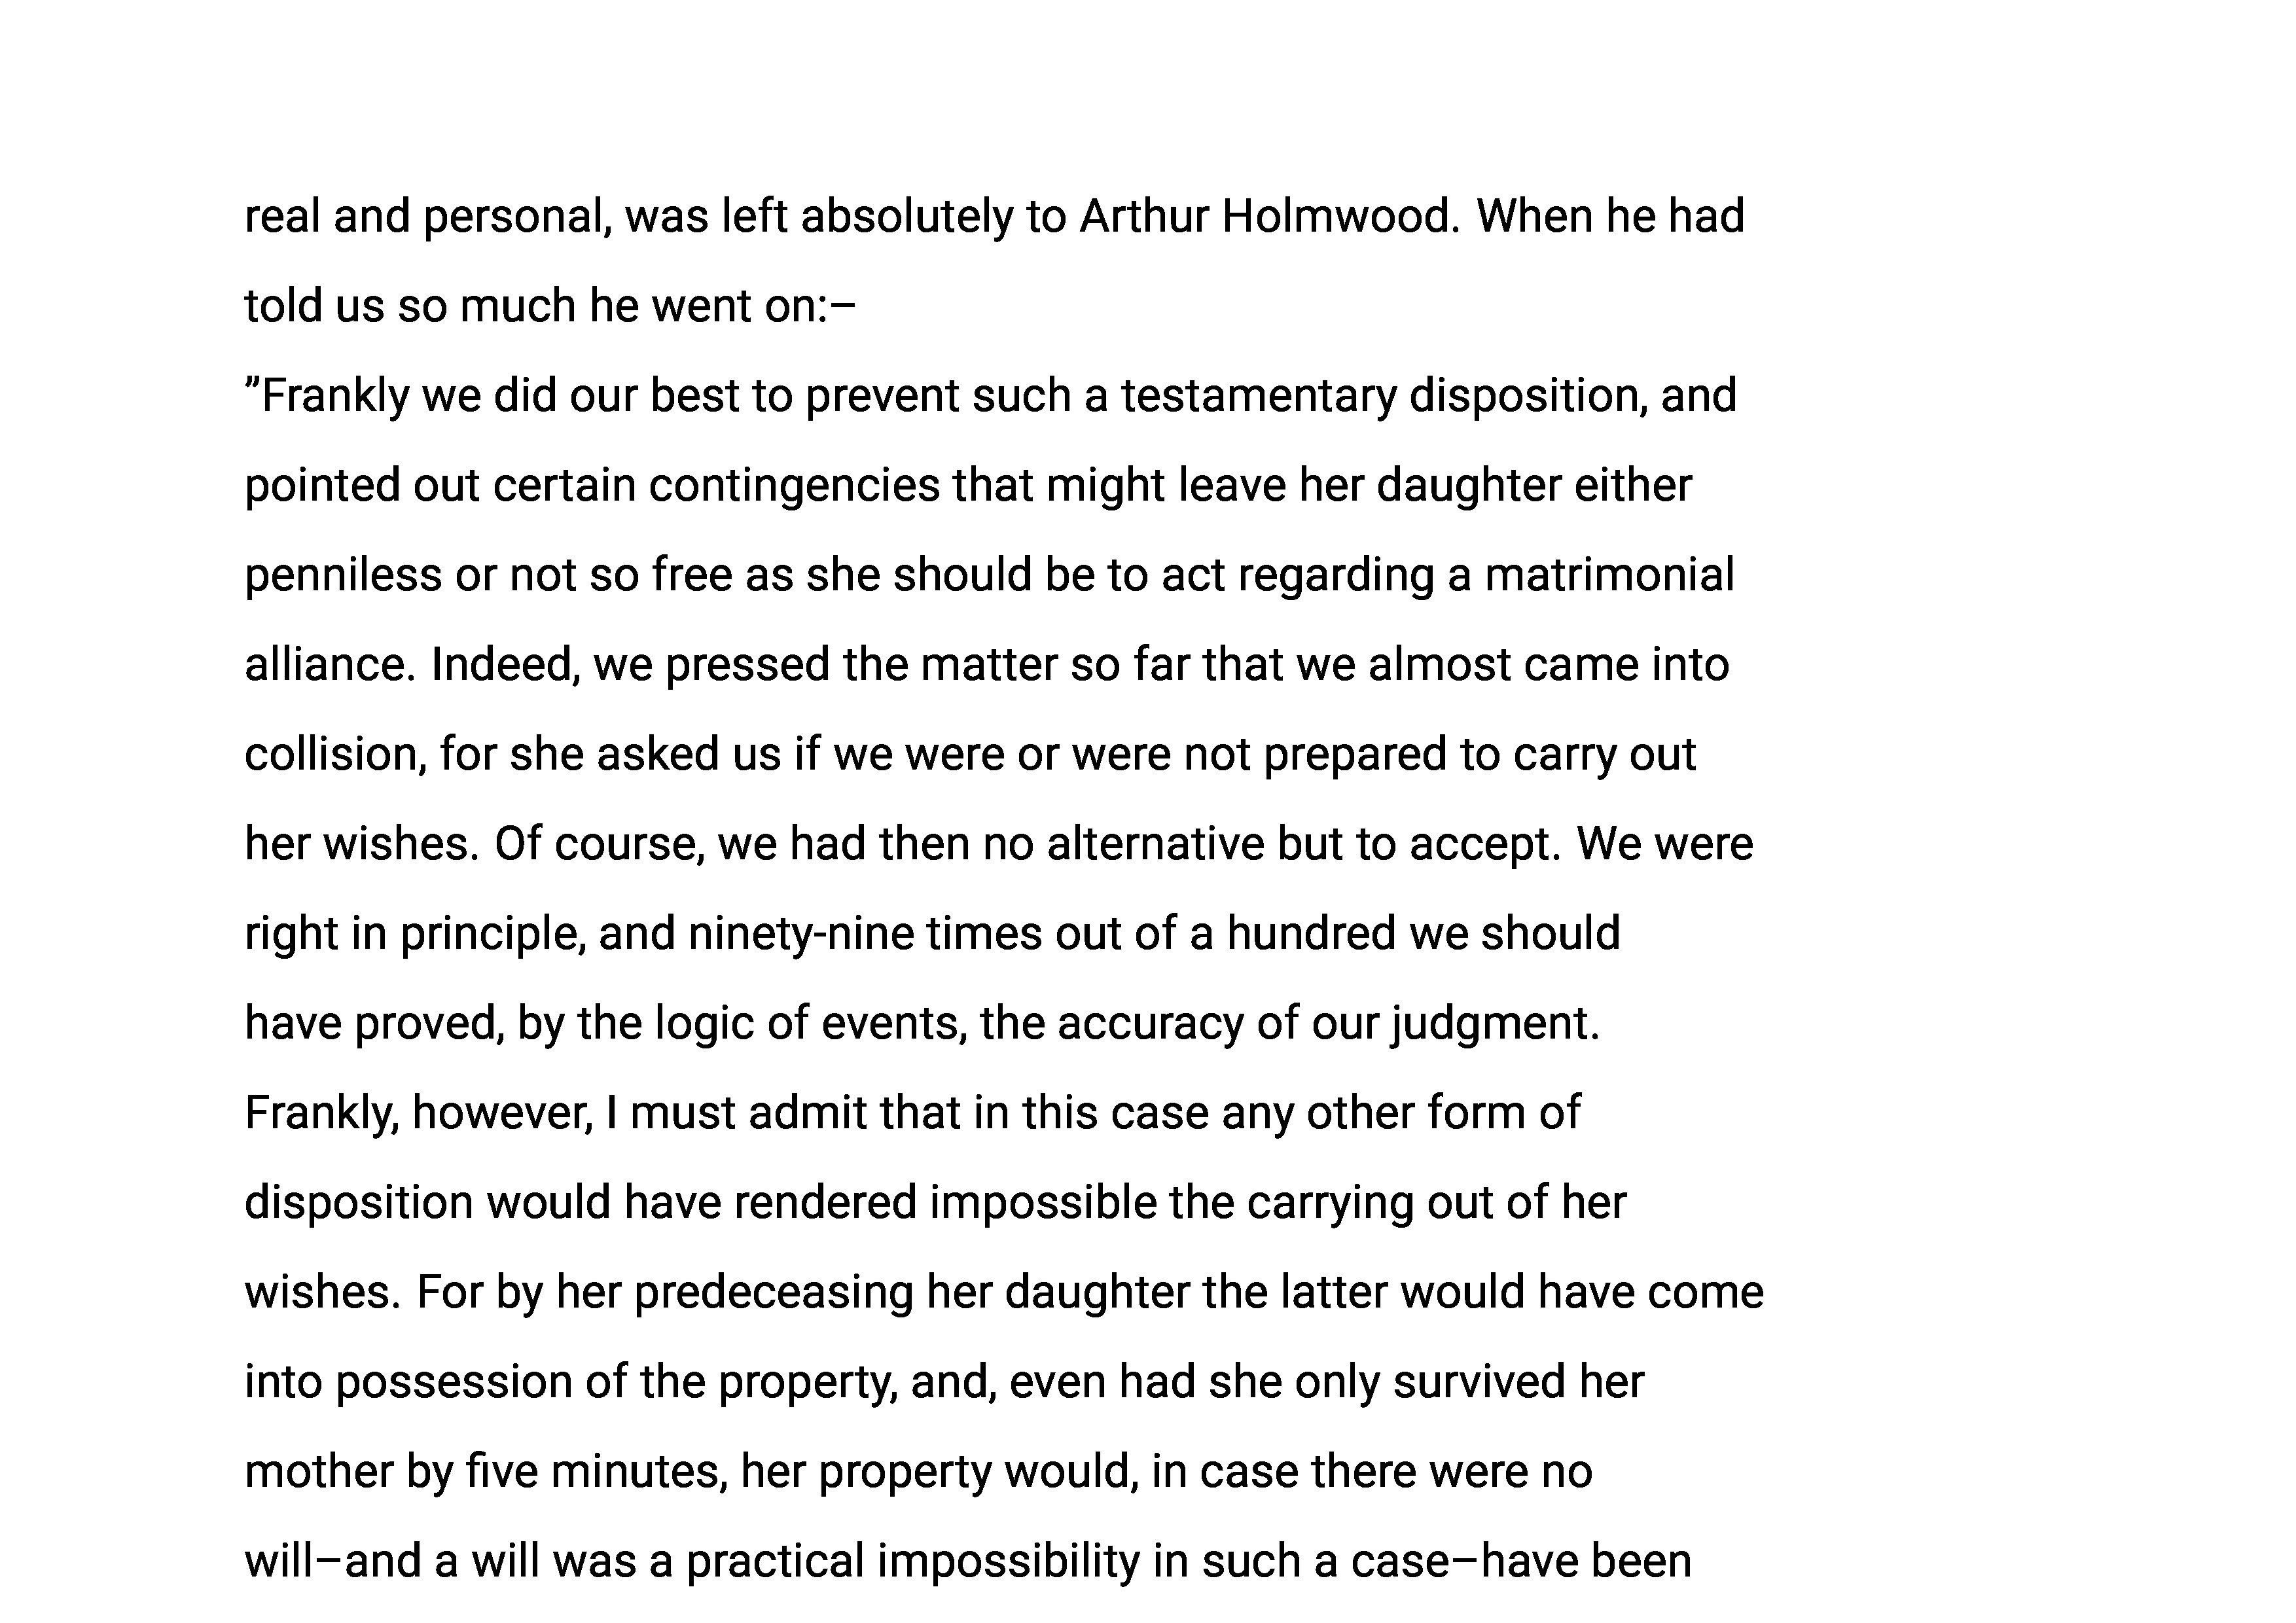 real and personal, was left absolutely to Arthur Holmwood. When he had
told us so much he went on:–
”Frankly we did our best to prevent such a testamentary disposition, and
pointed out certain contingencies that might leave her daughter either
penniless or not so free as she should be to act regarding a matrimonial
alliance. Indeed, we pressed the matter so far that we almost came into
collision, for she asked us if we were or were not prepared to carry out
her wishes. Of course, we had then no alternative but to accept. We were
right in principle, and ninety-nine times out of a hundred we should
have proved, by the logic of events, the accuracy of our judgment.
Frankly, however, I must admit that in this case any other form of
disposition would have rendered impossible the carrying out of her
wishes. For by her predeceasing her daughter the latter would have come
into possession of the property, and, even had she only survived her
mother by five minutes, her property would, in case there were no
will–and a will was a practical impossibility in such a case–have been